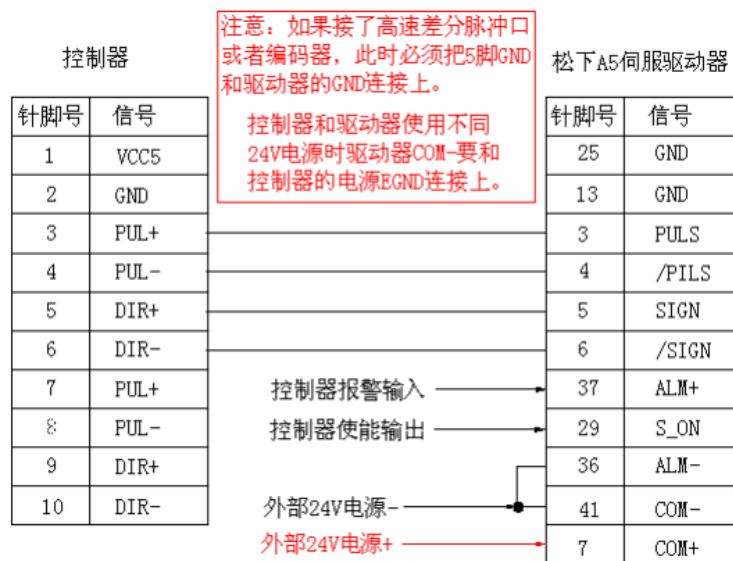 注意：如果接了高速差分脉冲口
或者编码器，此时必须把5脚GND
和驱动器的GND连接上。
控制器和驱动器使用不同
24V电源时驱动器COM-要和
控制器的电源EGND连接上。
控制器
松下A5伺服驱动器
针脚号 信号 针脚号 信号
1 VCC5 25 GND
2 GND 13 GND
3 PUL+ 3 PULS
4 PUL- 4 /PILS
5 DIR+ 5 SIGN
6 DIR- 6 /SIGN
7 PUL+ 控制器报警输入 37 ALM+
8 PUL- 控制器使能输出 29 S_ON
9 DIR+ 36 ALM-
10 DIR- 外部24V电源- 41 COM-
外部24V电源+ 7 COM+